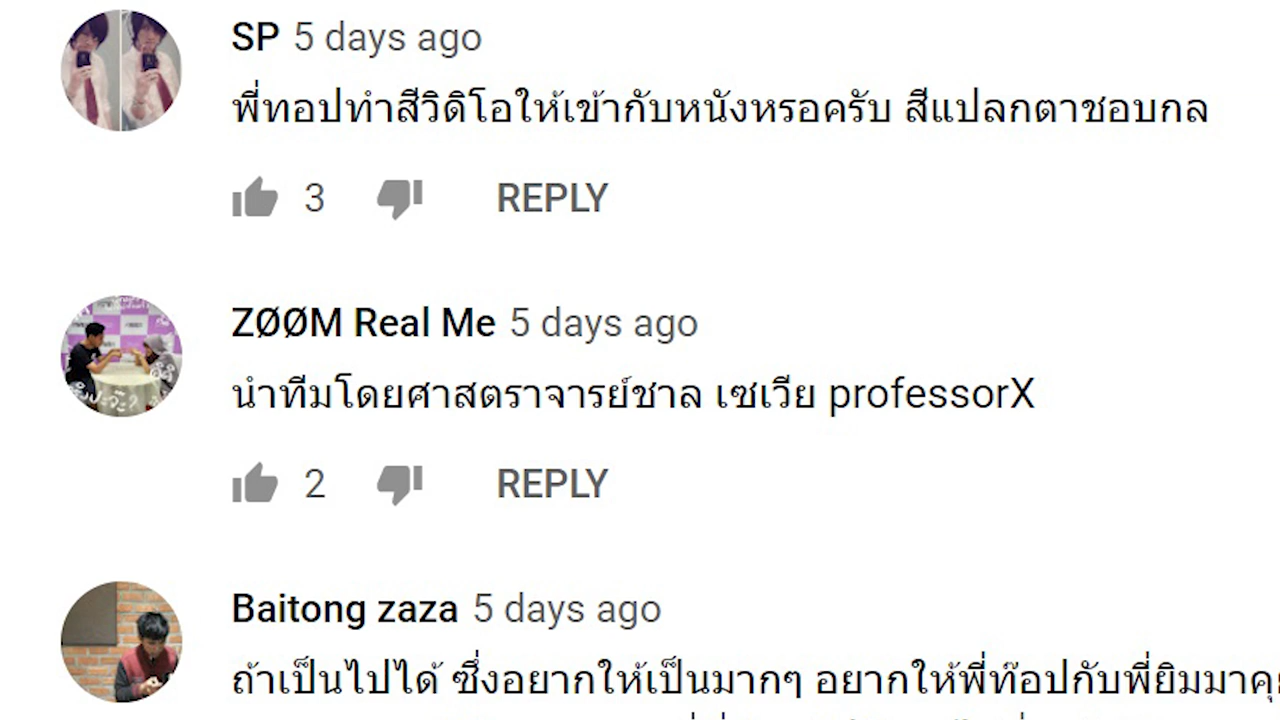 SP 5 days ago
พี่ทอปทำสีวิดิโอให้เข้ากับหนังหรอครับ สีแปลกตาชอบกล
3 REPLY
ZØØM Real Me 5 days ago
นำทีมโดยศาสตราจารย์ชาล เซเวีย professorX
2 REPLY
Baitong zaza 5 days ago
ถ้าเป็นไปได้ ซึ่งอยากให้เป็นมากๆ อยากให้พี่ท๊อปกับพี่ยิมมา